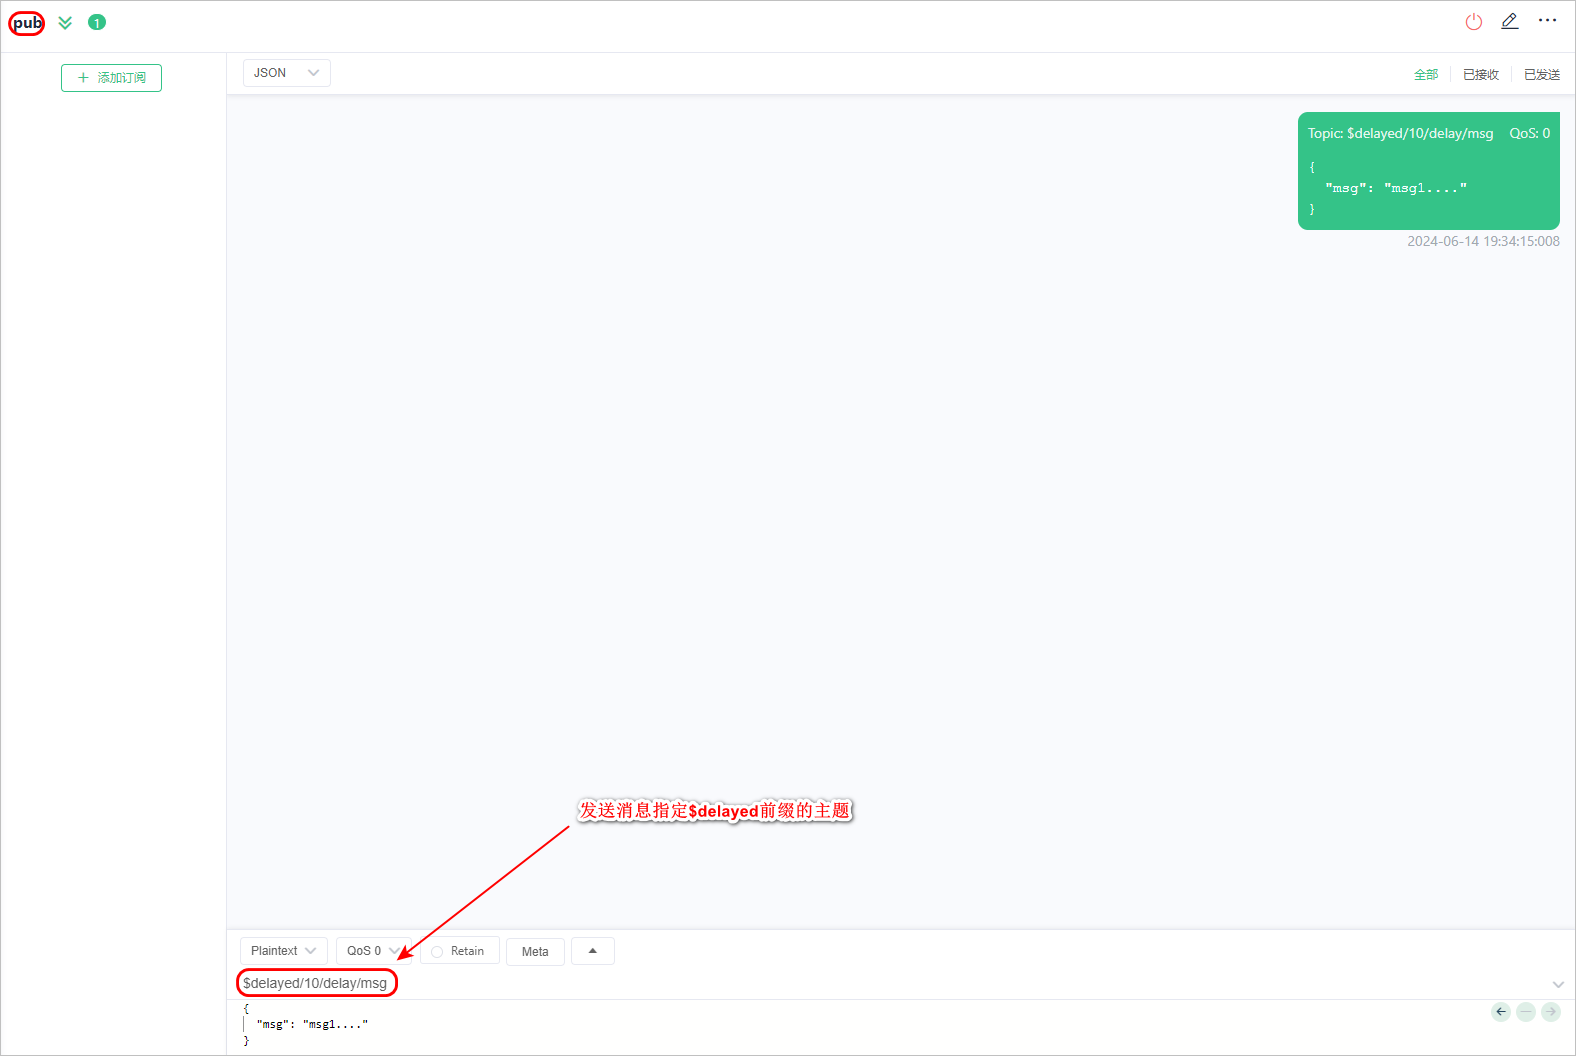 pub 1
添加订阅
JSON
全部 已接收 已发送
Topic: $delayed/10/delay/msg QoS: 0
{
"msg": "msg1...."
}
2024-06-14 19:34:15:008
发送消息指定$delayed前缀的主题
Plaintext QoS 0 Retain Meta
$delayed/10/delay/msg
{
"msg": "msg1...."
}